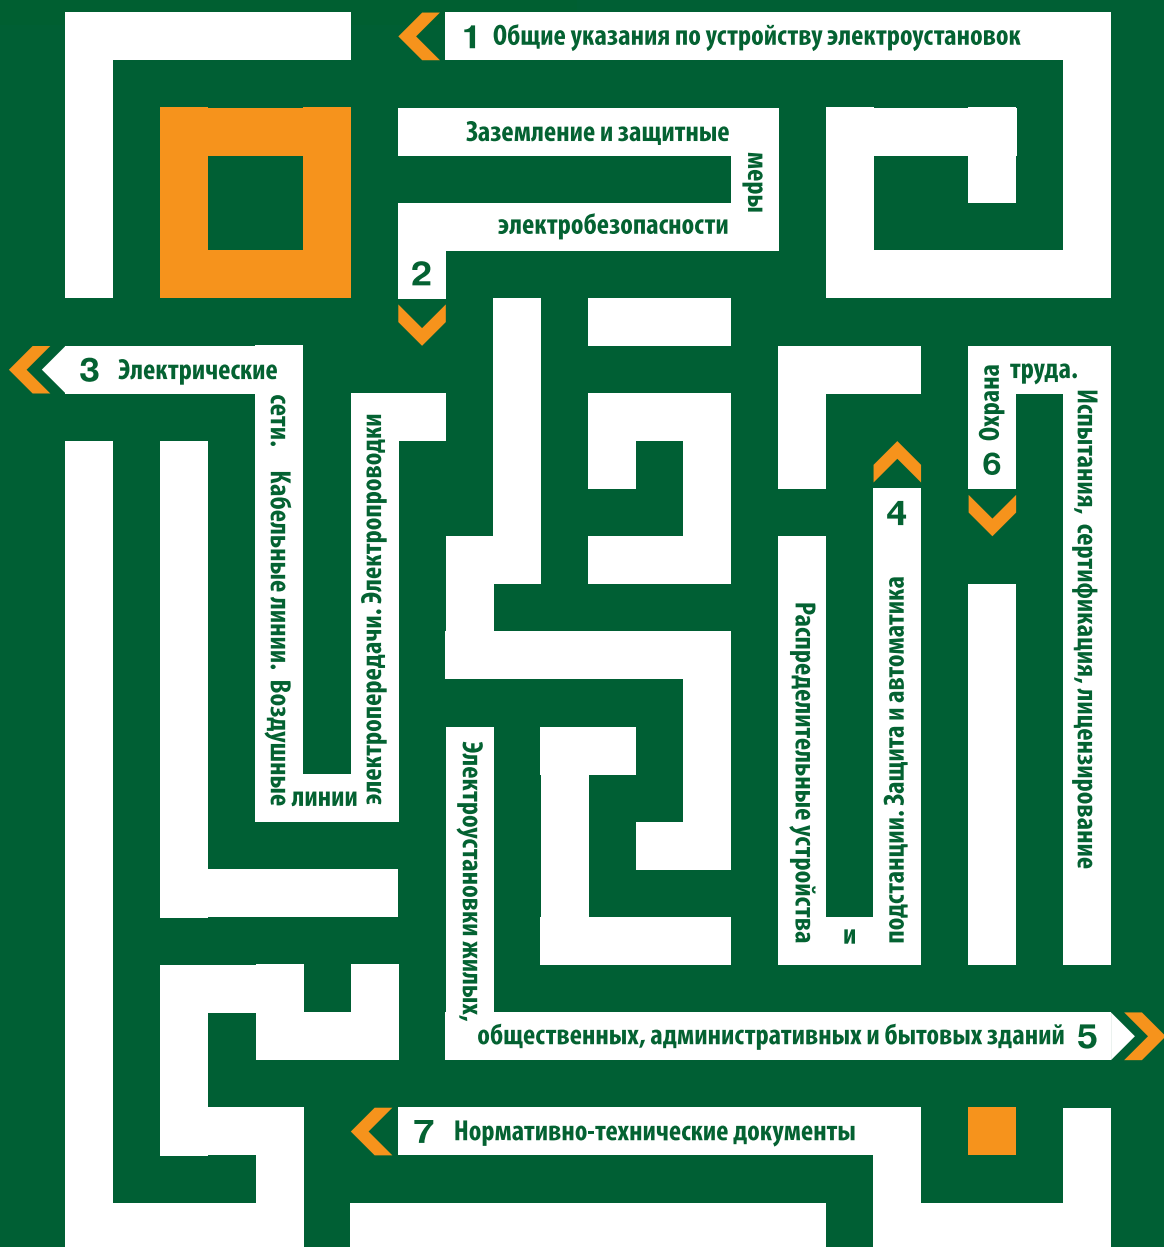 1 Общие указания по устройству электроустановок
Заземление и защитные
меры
электробезопасности
2
3 Электрические
сети. Кабельные линии. Воздушные
линии
электропередачи. Электропроводки
4
Распределительные устройства
и
подстанции. Защита и автоматика
Электроустановки жилых,
общественных, административных и бытовых зданий 5
6 Охрана
труда.
Испытания, сертификация, лицензирование
7 Нормативно-технические документы